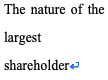 The nature of the
largest
shareholder↵